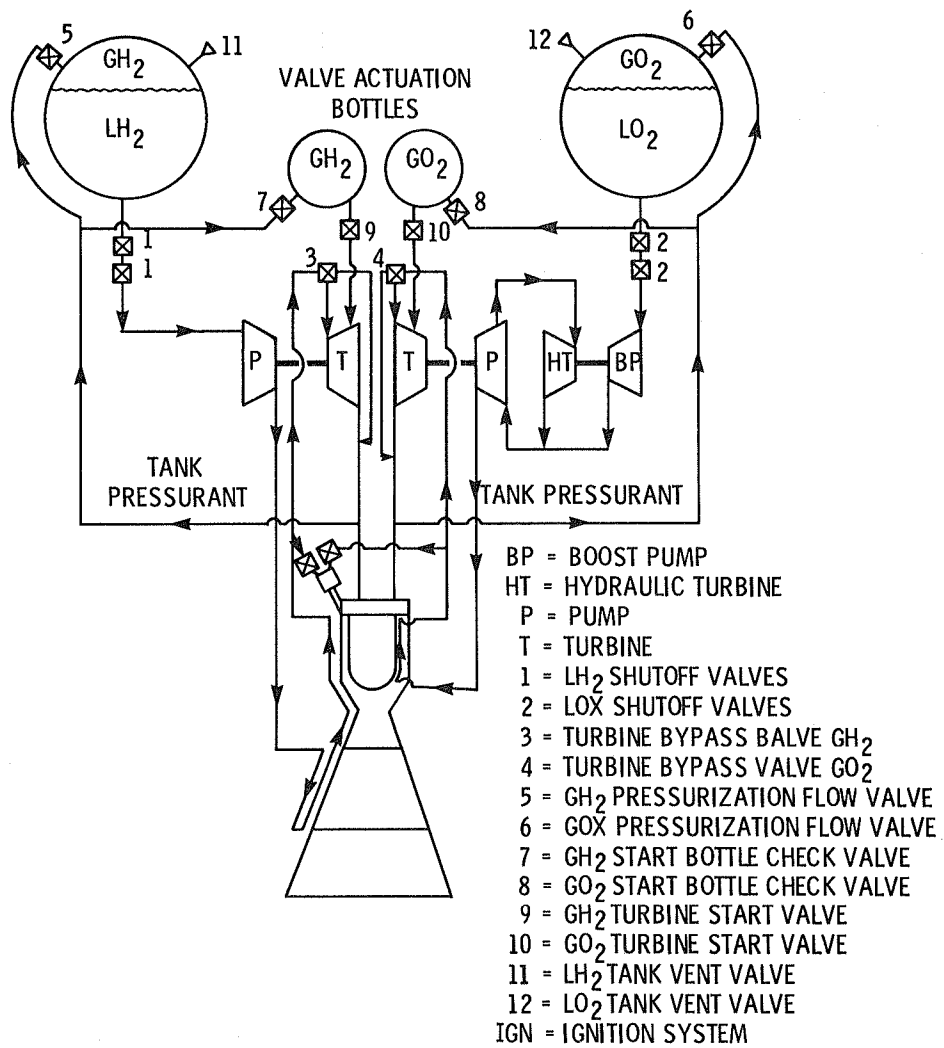 5
GH2
11
12
GO2
6
VALVE ACTUATION
BOTTLES
LH2
LO2
GH2
GO2
7
8
1
9
10
2
3
4
1
2
P
T
T
P
HT
BP
TANK
PRESSURANT
TANK PRESSURANT
BP = BOOST PUMP
HT = HYDRAULIC TURBINE
P = PUMP
T = TURBINE
1 = LH2 SHUTOFF VALVES
2 = LOX SHUTOFF VALVES
3 = TURBINE BYPASS BALVE GH2
4 = TURBINE BYPASS VALVE GO2
5 = GH2 PRESSURIZATION FLOW VALVE
6 = GOX PRESSURIZATION FLOW VALVE
7 = GH2 START BOTTLE CHECK VALVE
8 = GO2 START BOTTLE CHECK VALVE
9 = GH2 TURBINE START VALVE
10 = GO2 TURBINE START VALVE
11 = LH2 TANK VENT VALVE
12 = LO2 TANK VENT VALVE
IGN = IGNITION SYSTEM